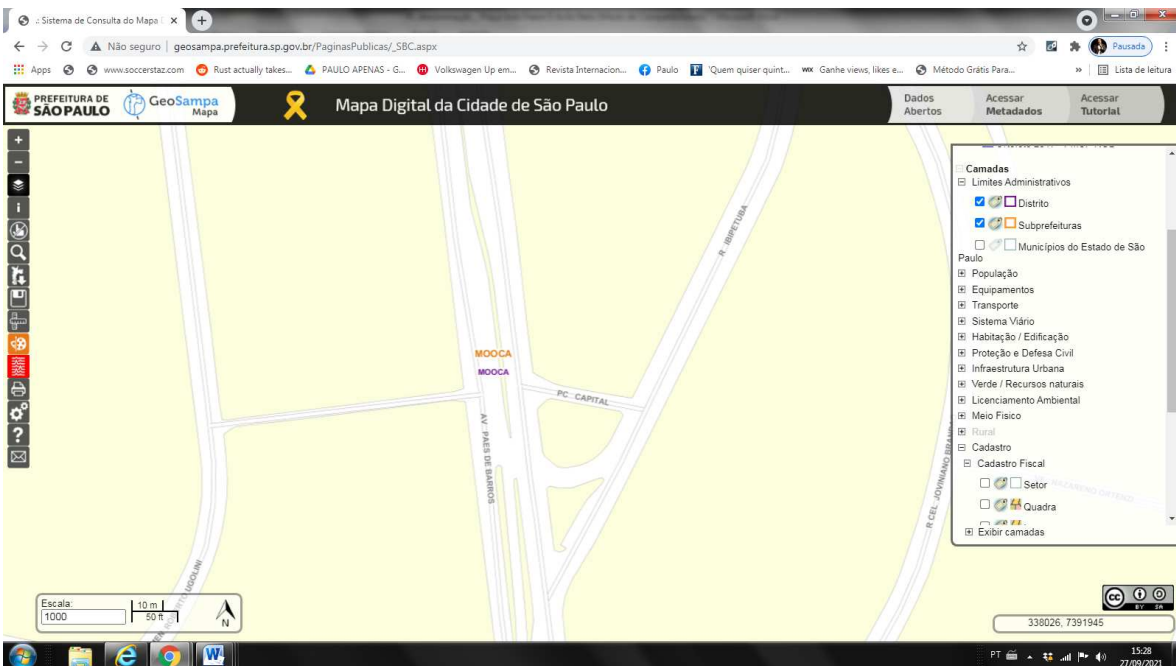 .: Sistema de Consulta do Mapa
Não seguro | geosampa.prefeitura.sp.gov.br/PaginasPublicas/_SBC.aspx
Pausada
Apps
www.soccerstaz.com
Rust actually takes...
PAULO APENAS - G...
Volkswagen Up em...
Revista Internacion...
Paulo
'Quem quiser quint...
Ganhe views, likes e...
Método Grátis Para...
»
Lista de leitura
PREFEITURA DE
SÃO PAULO
GeoSampa
Mapa
Mapa Digital da Cidade de São Paulo
Dados
Abertos
Acessar
Metadados
Acessar
Tutorial
Camadas
Limites Administrativos
Distrito
Subprefeituras
Municípios do Estado de São
Paulo
População
Equipamentos
Transporte
Sistema Viário
Habitação / Edificação
Proteção e Defesa Civil
Infraestrutura Urbana
Verde / Recursos naturais
Licenciamento Ambiental
Meio Físico
Rural
Cadastro
Cadastro Fiscal
Setor
Quadra
Exibir camadas
R IBIPETUBA
MOOCA
MOOCA
PC CAPITAL
AV PAES DE BARROS
R CEL JOVINIANO
ROBERTO UGOLINI
Escala:
1000
10 m
50 ft
N
cc
BY SA
338026, 7391945
PT
15:28
27/09/2021